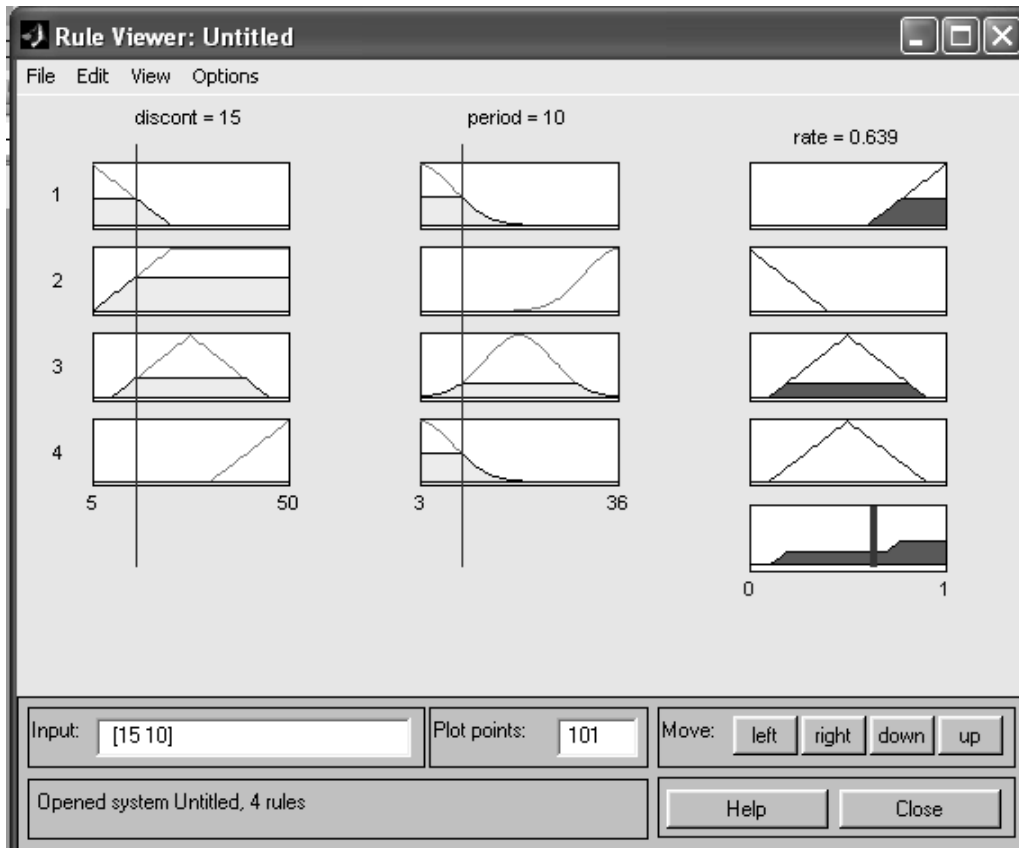 Rule Viewer: Untitled
File Edit View Options
discont = 15 period = 10
rate = 0.639
1
2
3
4
5 50 3 36
0 1
Input: [15 10] Plot points: 101 Move: left right down up
Opened system Untitled, 4 rules
Help Close